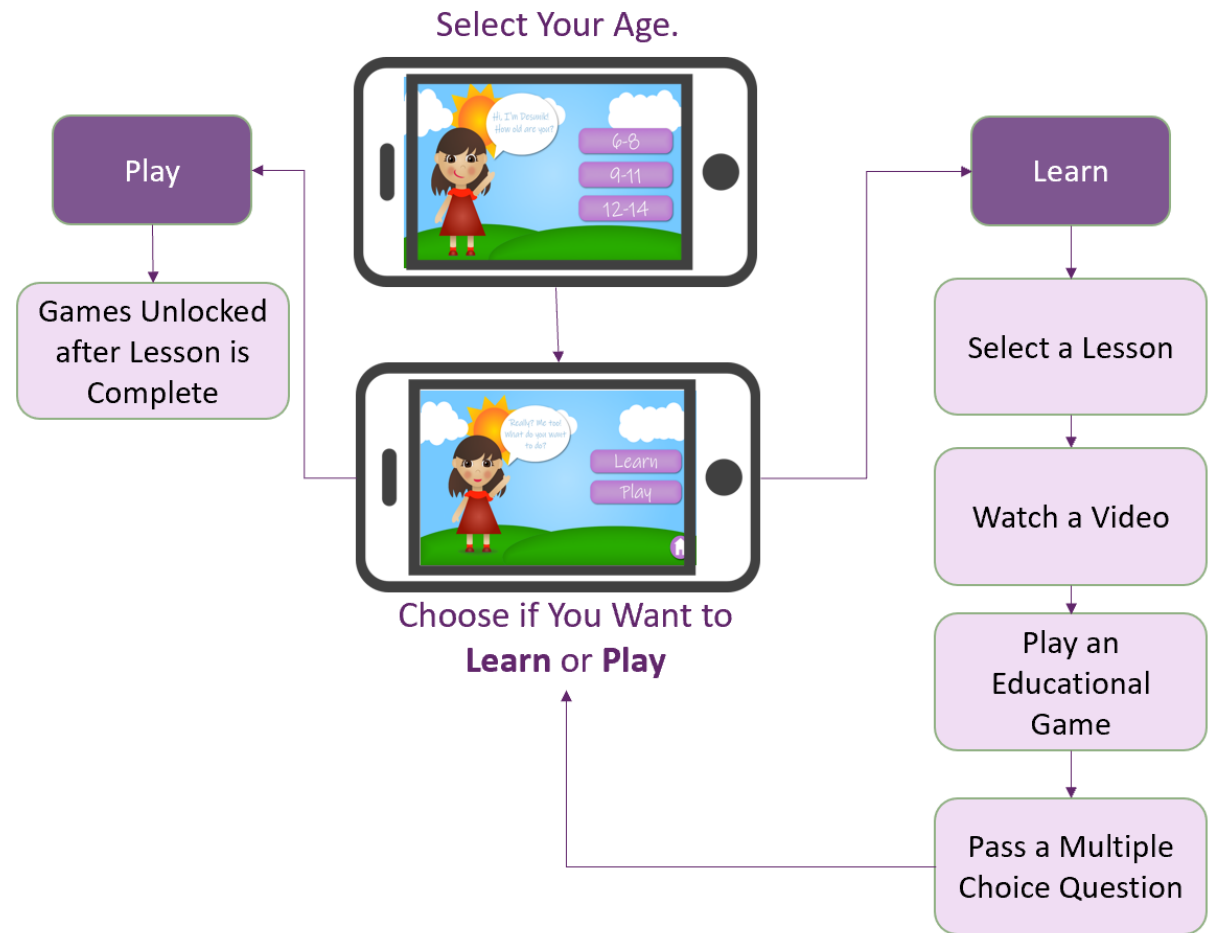 Select Your Age.
Hi, I'm Desanik!
How old are you?
6-8
9-11
12-14
Play
Learn
Games Unlocked
after Lesson is
Complete
Select a Lesson
Really? Me too!
What do you want
to do?
Learn
Play
Watch a Video
Choose if You Want to
Learn or Play
Play an
Educational
Game
Pass a Multiple
Choice Question